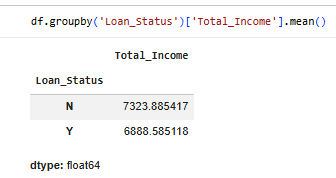 df.groupby('Loan_Status')['Total_Income'].mean()
Total_Income
Loan_Status
N 7323.885417
Y 6888.585118
dtype: float64